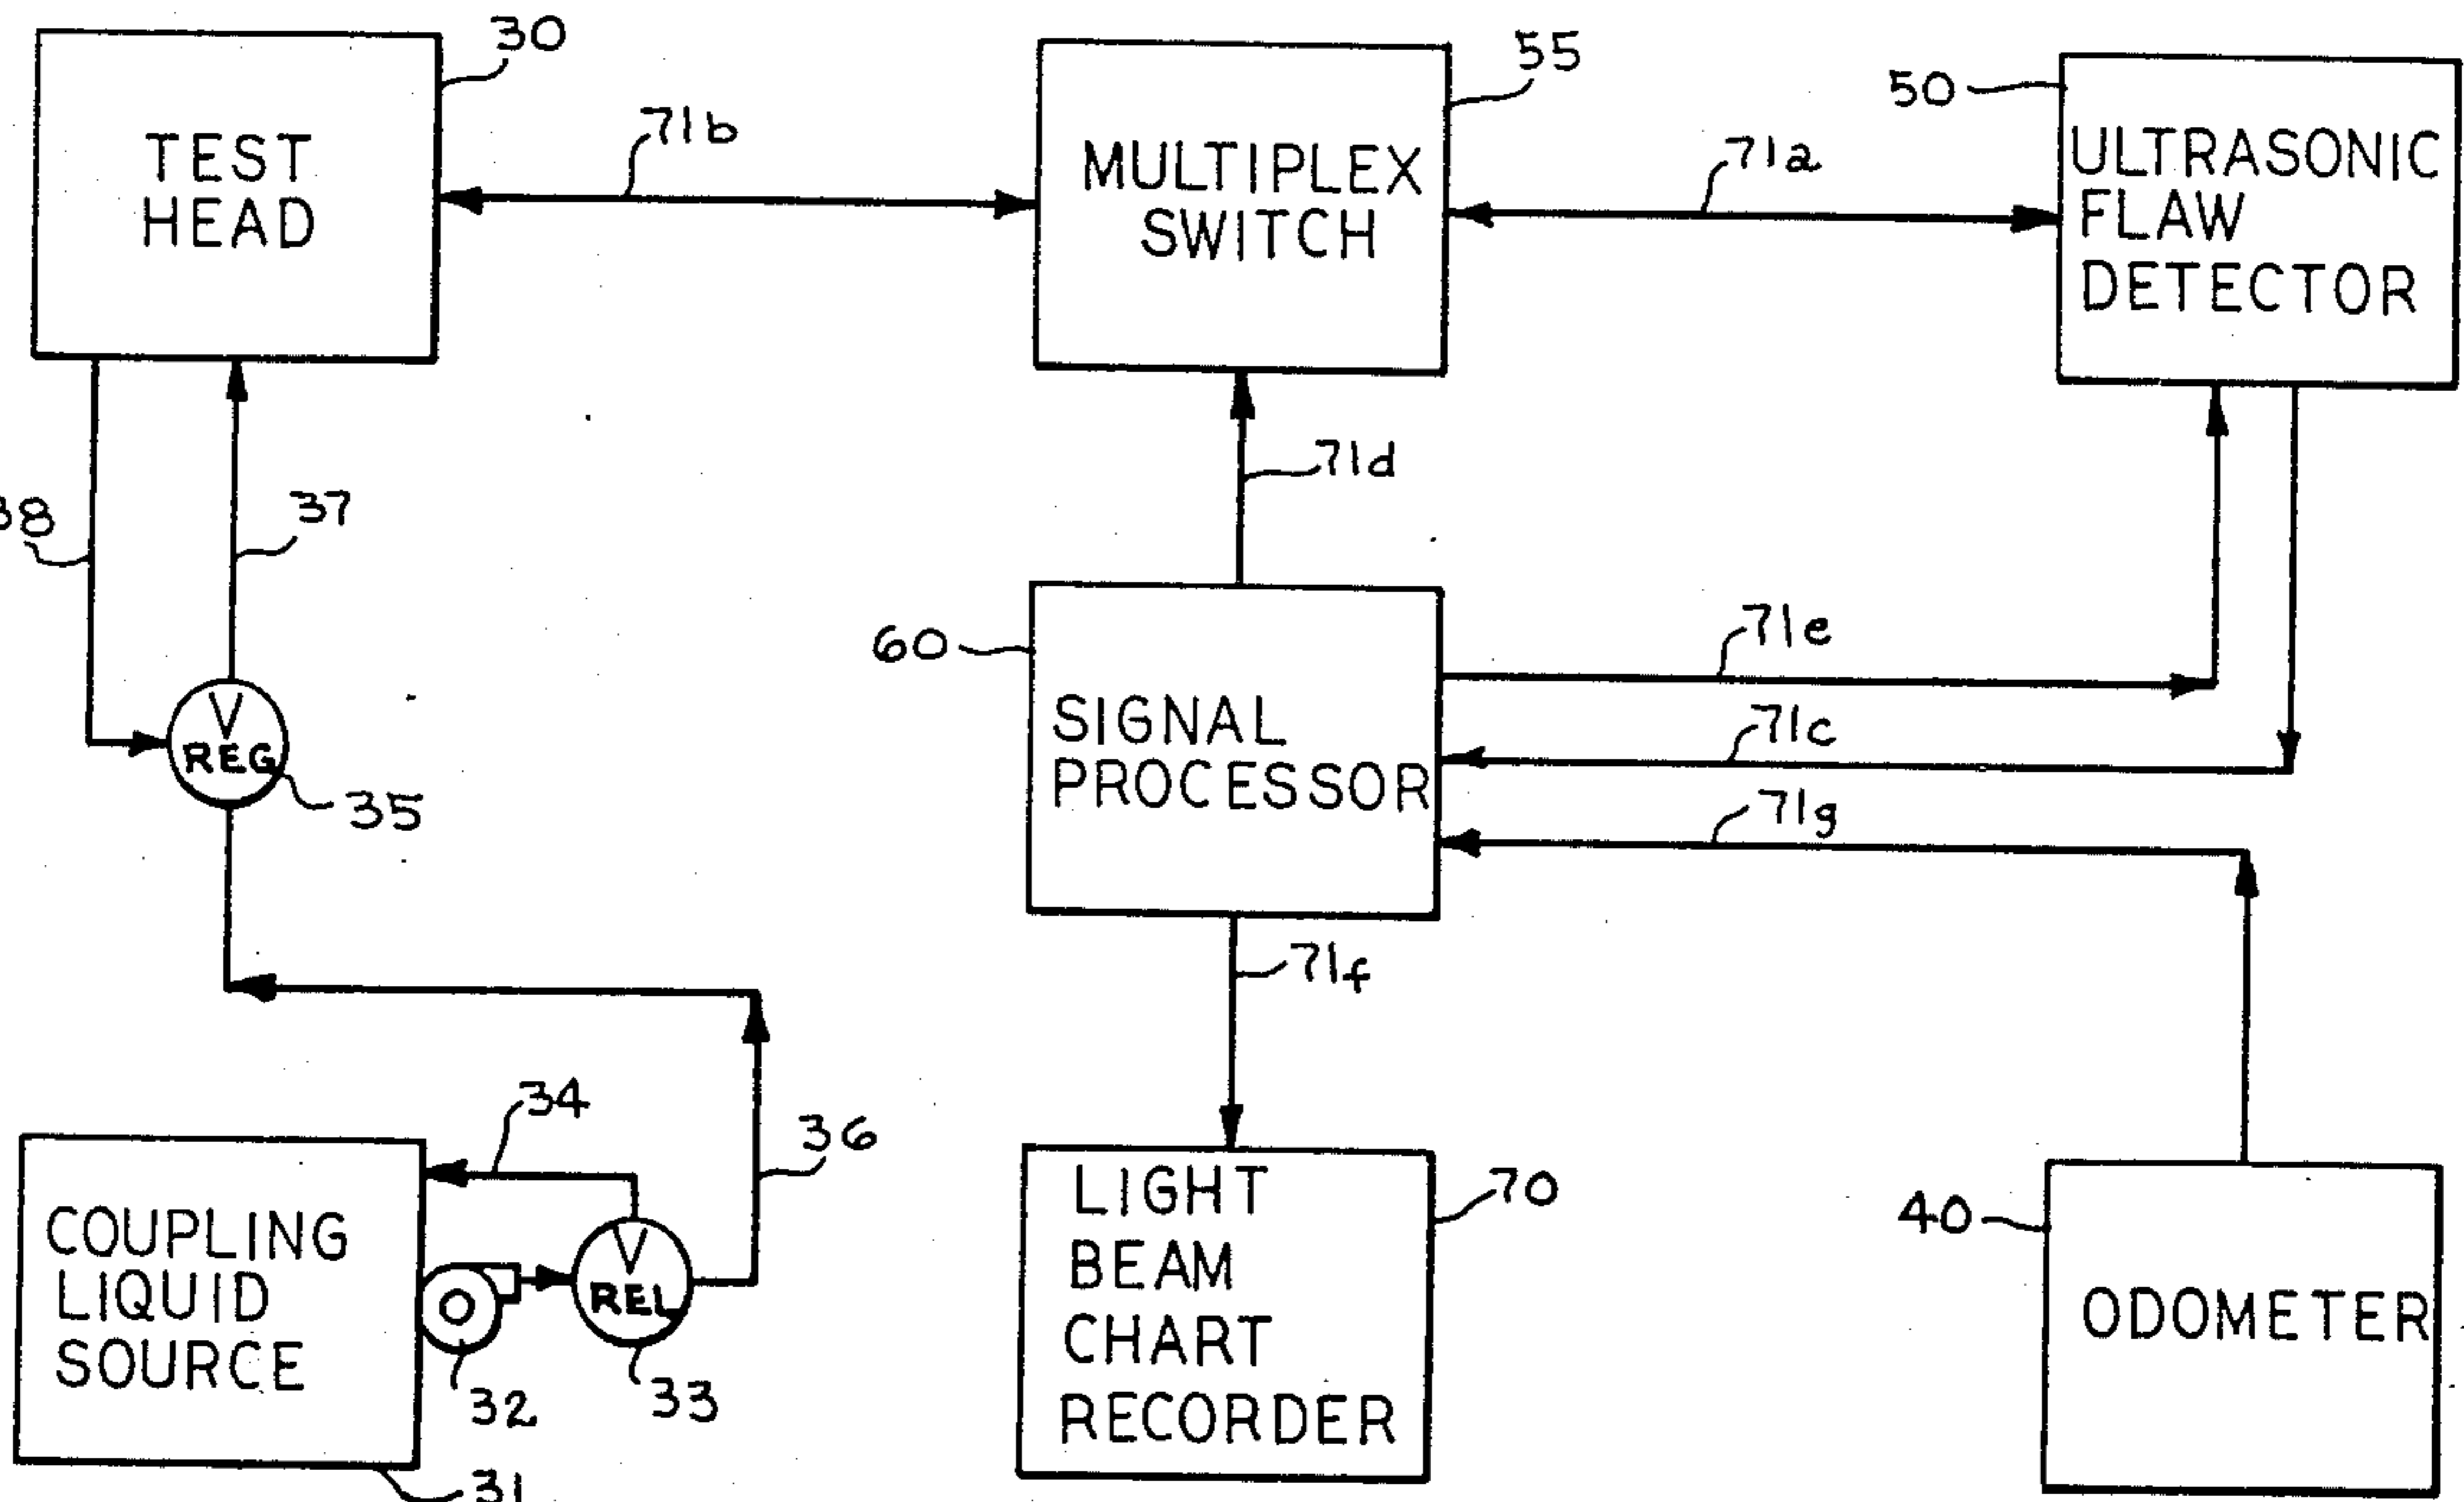 30
TEST
HEAD
71b
55
MULTIPLEX
SWITCH
71a
50
ULTRASONIC
FLAW
DETECTOR
38
37
71d
60
SIGNAL
PROCESSOR
71e
71c
71g
V
REG
35
71f
34
36
COUPLING
LIQUID
SOURCE
V
REL
32
33
31
LIGHT
BEAM
CHART
RECORDER
70
40
ODOMETER